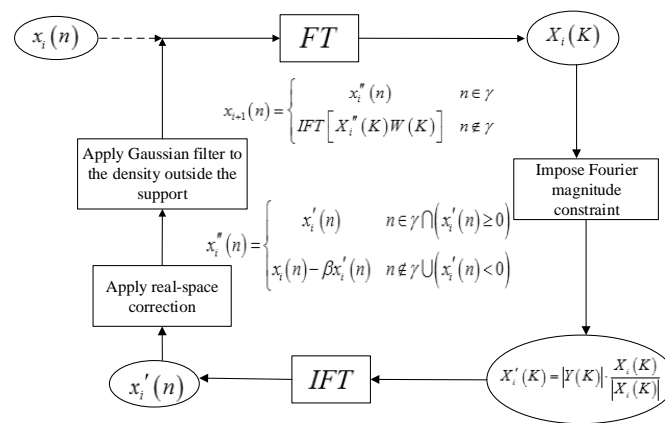 x_i(n)
FT
X_i(K)
x_{i+1}(n) = { x_i''(n)    n ∈ γ
IFT[X_i''(K)W(K)]    n ∉ γ
Apply Gaussian filter to
the density outside the
support
Impose Fourier
magnitude
constraint
x_i''(n) = { x_i'(n)    n ∈ γ ⋂ (x_i'(n) ≥ 0)
x_i(n) − βx_i'(n)    n ∉ γ ⋃ (x_i'(n) < 0)
Apply real-space
correction
x_i'(n)
IFT
X_i'(K) = |Y(K)| · X_i(K) / |X_i(K)|